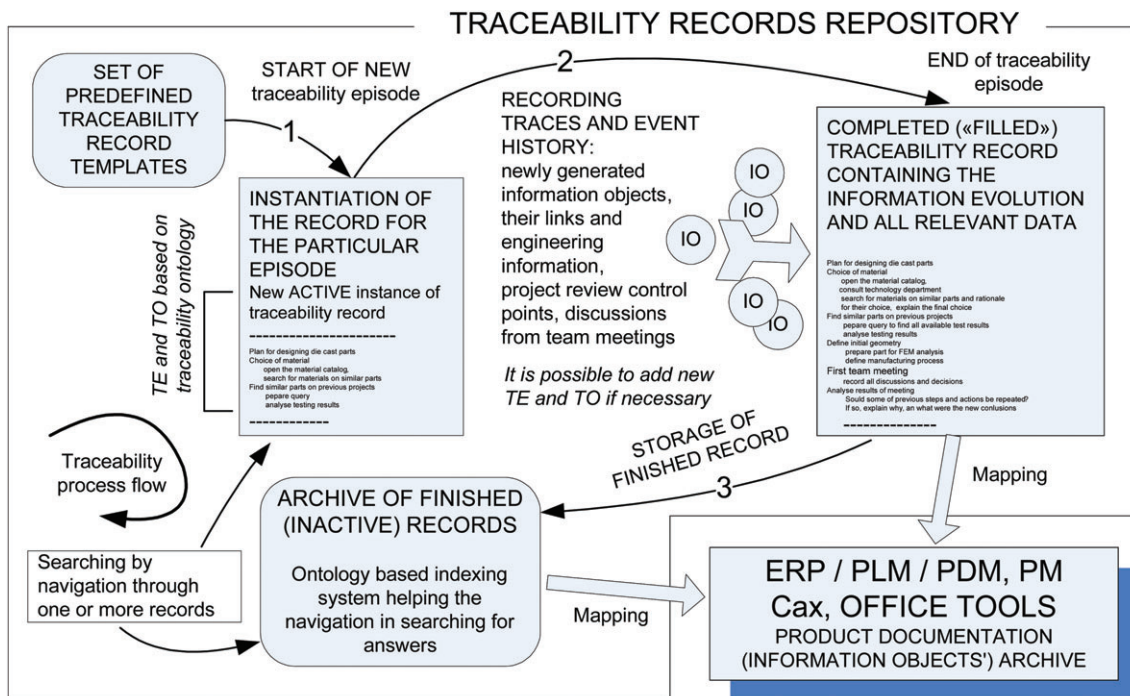 TRACEABILITY RECORDS REPOSITORY
SET OF
PREDEFINED
TRACEABILITY
RECORD
TEMPLATES
START OF NEW
traceability episode
1
2
END of traceability
episode
INSTANTIATION OF
THE RECORD FOR
THE PARTICULAR
EPISODE
New ACTIVE instance of
traceability record
----------------------
Plan for designing die cast parts
Choice of material
open the material catalog,
search for materials on similar parts
Find similar parts on previous projects
pepare query
analyse testing results
------------
TE and TO based on
traceability ontology
RECORDING
TRACES AND EVENT
HISTORY:
newly generated
information objects,
their links and
engineering
information,
project review control
points, discussions
from team meetings
It is possible to add new
TE and TO if necessary
IO
IO
IO
IO
IO
COMPLETED («FILLED»)
TRACEABILITY RECORD
CONTAINING THE
INFORMATION EVOLUTION
AND ALL RELEVANT DATA
Plan for designing die cast parts
Choice of material
open the material catalog,
consult technology department
search for materials on similar parts and rationale
for their choice, explain the final choice
Find similar parts on previous projects
pepare query to find all available test results
analyse testing results
Define initial geometry
prepare part for FEM analysis
define manufacturing process
First team meeting
record all discussions and decisions
Analyse results of meeting
Sould some of previous steps and actions be repeated?
If so, explain why, an what were the new conlusions
--------------
Traceability
process flow
STORAGE OF
FINISHED RECORD
3
Mapping
Searching by
navigation through
one or more records
ARCHIVE OF FINISHED
(INACTIVE) RECORDS
Ontology based indexing
system helping the
navigation in searching for
answers
Mapping
ERP / PLM / PDM, PM
Cax, OFFICE TOOLS
PRODUCT DOCUMENTATION
(INFORMATION OBJECTS') ARCHIVE